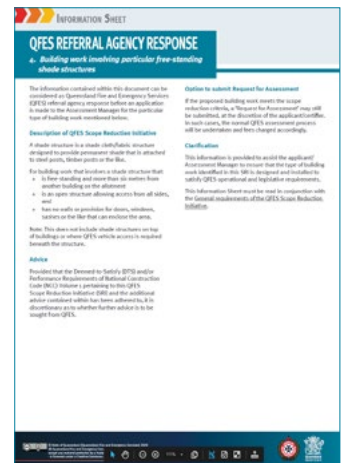 INFORMATION SHEET
QFES REFERRAL AGENCY RESPONSE
4. Building work involving particular free-standing
shade structures
The information contained within this document can be
considered as Queensland Fire and Emergency Services
(QFES) referral agency response before an application
is made to the Assessment Manager for the particular
type of building work mentioned below.
Description of QFES Scope Reduction Initiative
A shade structure is a shade cloth/fabric structure
designed to provide permanent shade that is attached
to steel posts, timber posts or the like.
For building work that involves a shade structure that:
• is free standing and more than six metres from
another building on the allotment
• is an open structure allowing access from all sides,
and
• has no walls or provision for doors, windows,
or the like that can enclose the area.
Note: This does not include shade structures on top
of buildings or where QFES vehicle access is required
beneath the structure.
Advice
Provided that the Deemed-to-Satisfy (DTS) and/or
Performance Requirements of National Construction
Code (NCC) Volume 1 pertaining to this QFES
Scope Reduction Initiative (SRI) and the additional
advice contained within has been adhered to, it is
discretionary as to whether further advice is to be
sought from QFES.
Option to submit Request for Assessment
If the proposed building work meets the scope
reduction criteria, a "Request for Assessment" may still
be submitted, at the discretion of the applicant/certifier.
In such cases, the normal QFES assessment process
will be undertaken and fees charged accordingly.
Clarification
This information is provided to assist the applicant/
Assessment Manager to ensure that the type of building
work identified in this SRI is designed and installed to
satisfy QFES operational and legislative requirements.
This Information Sheet must be read in conjunction with
the General requirements of the QFES Scope Reduction
Initiative.